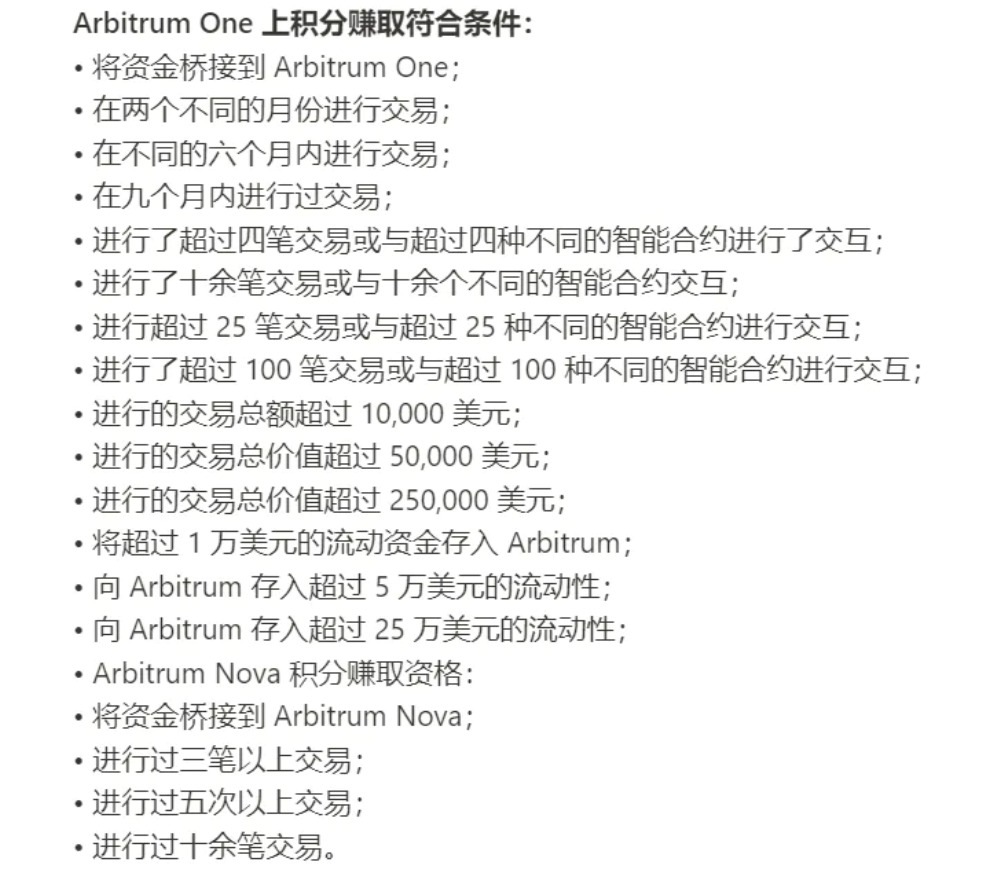 Arbitrum One 上积分赚取符合条件：
• 将资金桥接到 Arbitrum One；
• 在两个不同的月份进行交易；
• 在不同的六个月内进行交易；
• 在九个月内进行过交易；
• 进行了超过四笔交易或与超过四种不同的智能合约进行了交互；
• 进行了十余笔交易或与十余个不同的智能合约交互；
• 进行超过 25 笔交易或与超过 25 种不同的智能合约进行交互；
• 进行了超过 100 笔交易或与超过 100 种不同的智能合约进行交互；
• 进行的交易总额超过 10,000 美元；
• 进行的交易总价值超过 50,000 美元；
• 进行的交易总价值超过 250,000 美元；
• 将超过 1 万美元的流动资金存入 Arbitrum；
• 向 Arbitrum 存入超过 5 万美元的流动性；
• 向 Arbitrum 存入超过 25 万美元的流动性；
• Arbitrum Nova 积分赚取资格：
• 将资金桥接到 Arbitrum Nova；
• 进行过三笔以上交易；
• 进行过五次以上交易；
• 进行过十余笔交易。